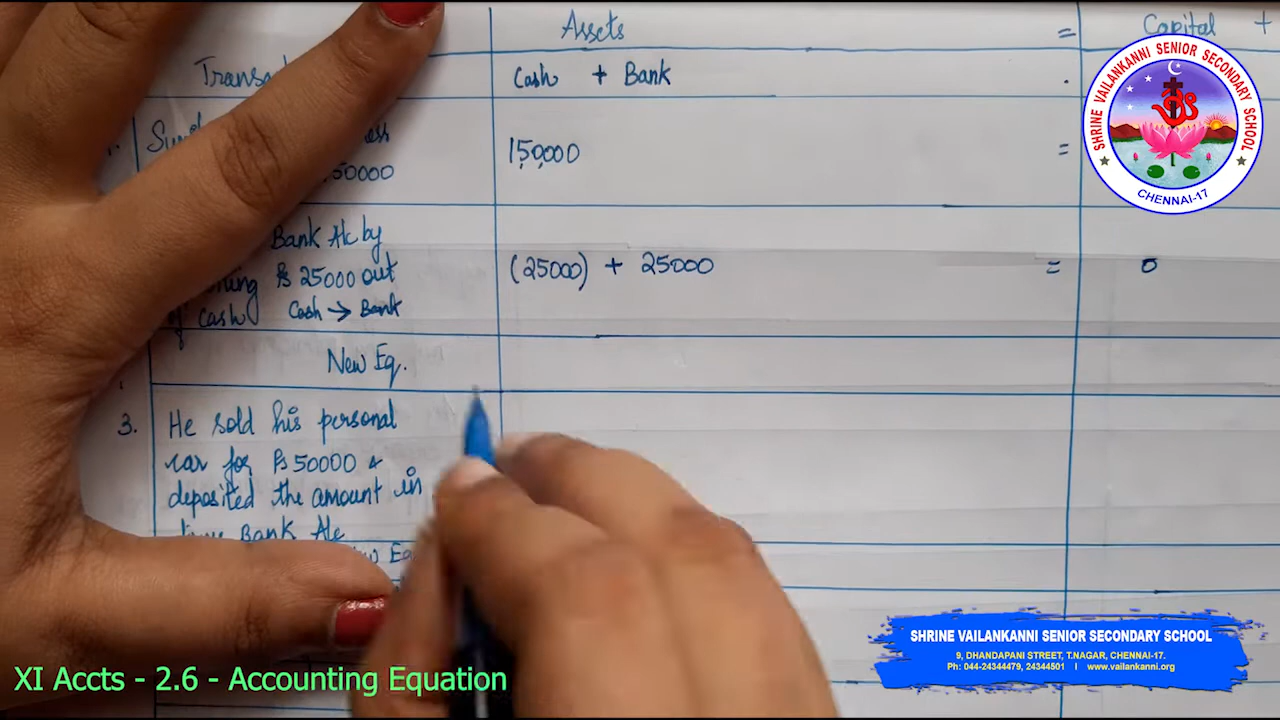 Assets = Capital +
Cash + Bank
150000
150,000 =
Bank A/c by
₨ 25000 out (25000) + 25000 = 0
of cash Cash → Bank
New Eq.
3. He sold his personal
car for ₨ 50000 &
deposited the amount in
Bank A/c
Eq
SHRINE VAILANKANNI SENIOR SECONDARY SCHOOL
CHENNAI-17
SHRINE VAILANKANNI SENIOR SECONDARY SCHOOL
9, DHANDAPANI STREET, T.NAGAR, CHENNAI-17.
Ph: 044-24344479, 24344501 I www.vailankanni.org
XI Accts - 2.6 - Accounting Equation